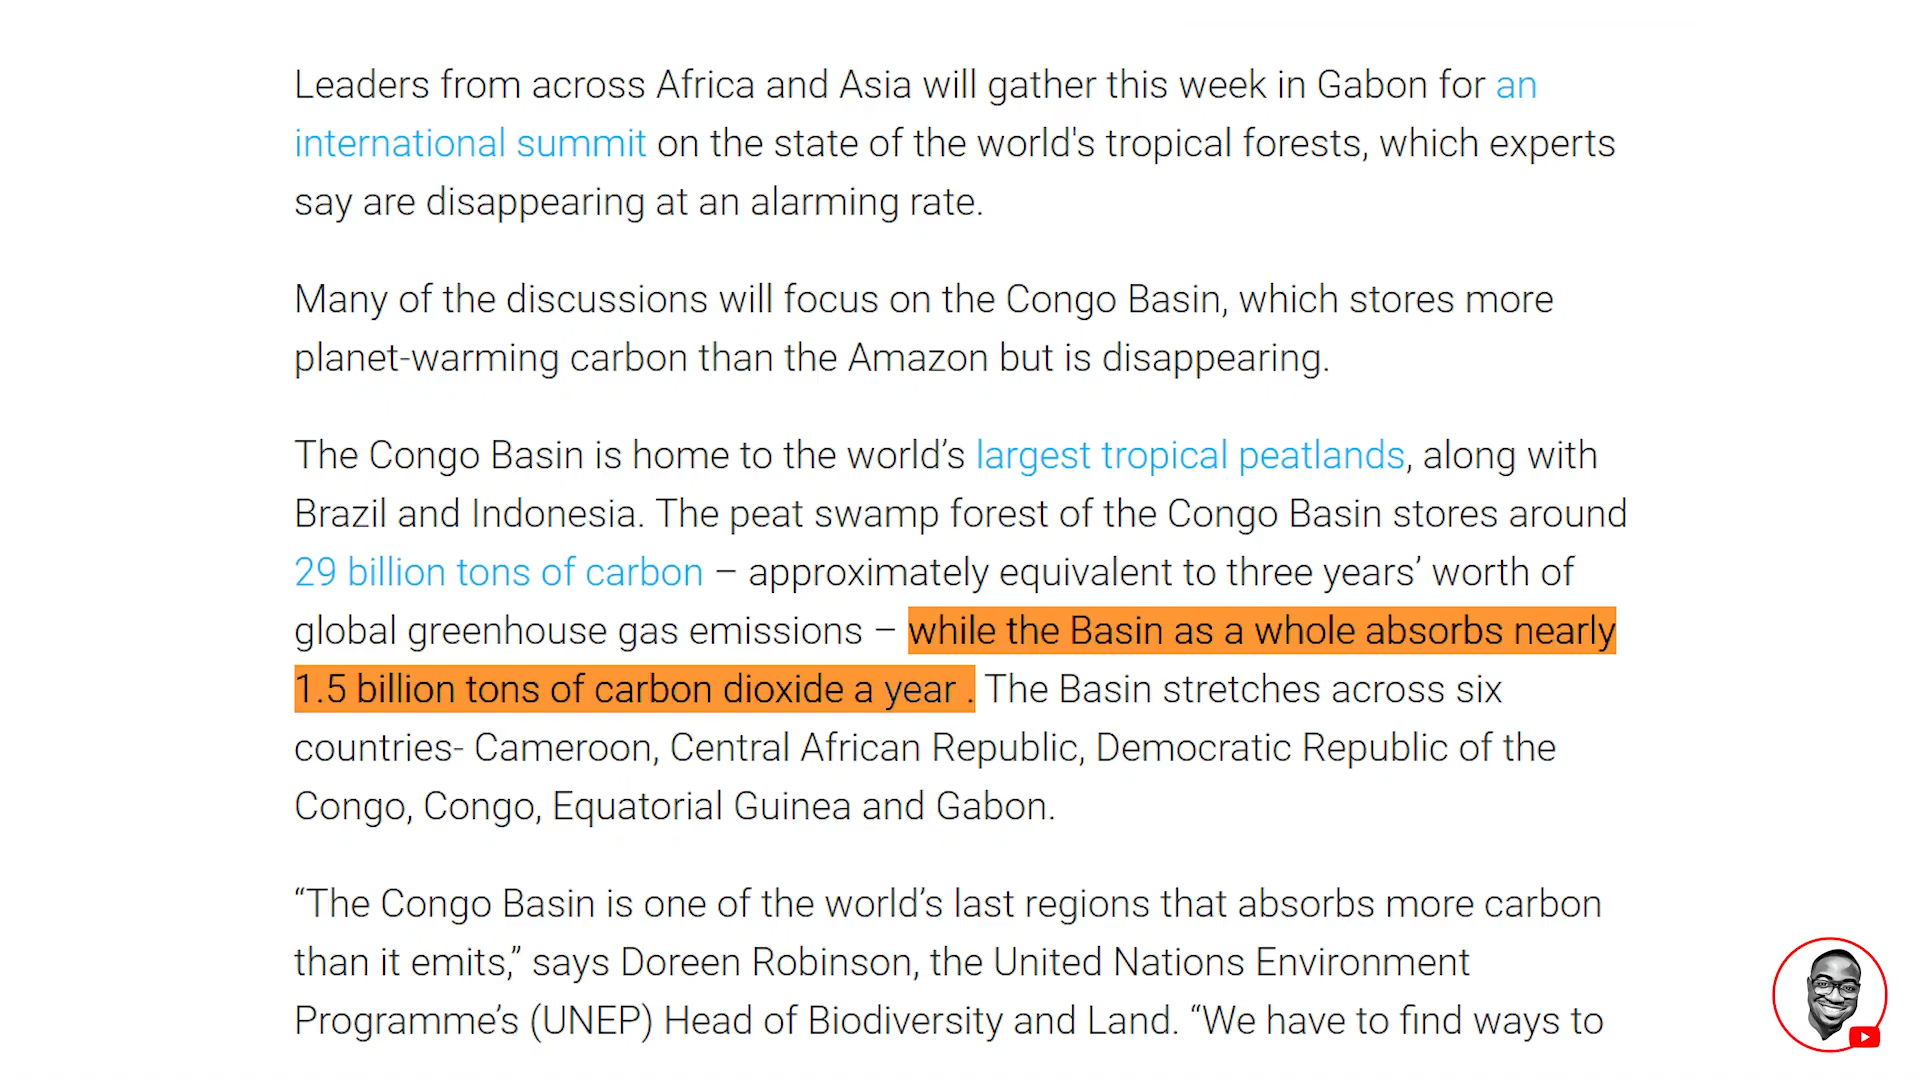 Leaders from across Africa and Asia will gather this week in Gabon for an
international summit on the state of the world's tropical forests, which experts
say are disappearing at an alarming rate.
Many of the discussions will focus on the Congo Basin, which stores more
planet-warming carbon than the Amazon but is disappearing.
The Congo Basin is home to the world’s largest tropical peatlands, along with
Brazil and Indonesia. The peat swamp forest of the Congo Basin stores around
29 billion tons of carbon – approximately equivalent to three years’ worth of
global greenhouse gas emissions – while the Basin as a whole absorbs nearly
1.5 billion tons of carbon dioxide a year . The Basin stretches across six
countries- Cameroon, Central African Republic, Democratic Republic of the
Congo, Congo, Equatorial Guinea and Gabon.
“The Congo Basin is one of the world’s last regions that absorbs more carbon
than it emits,” says Doreen Robinson, the United Nations Environment
Programme’s (UNEP) Head of Biodiversity and Land. “We have to find ways to